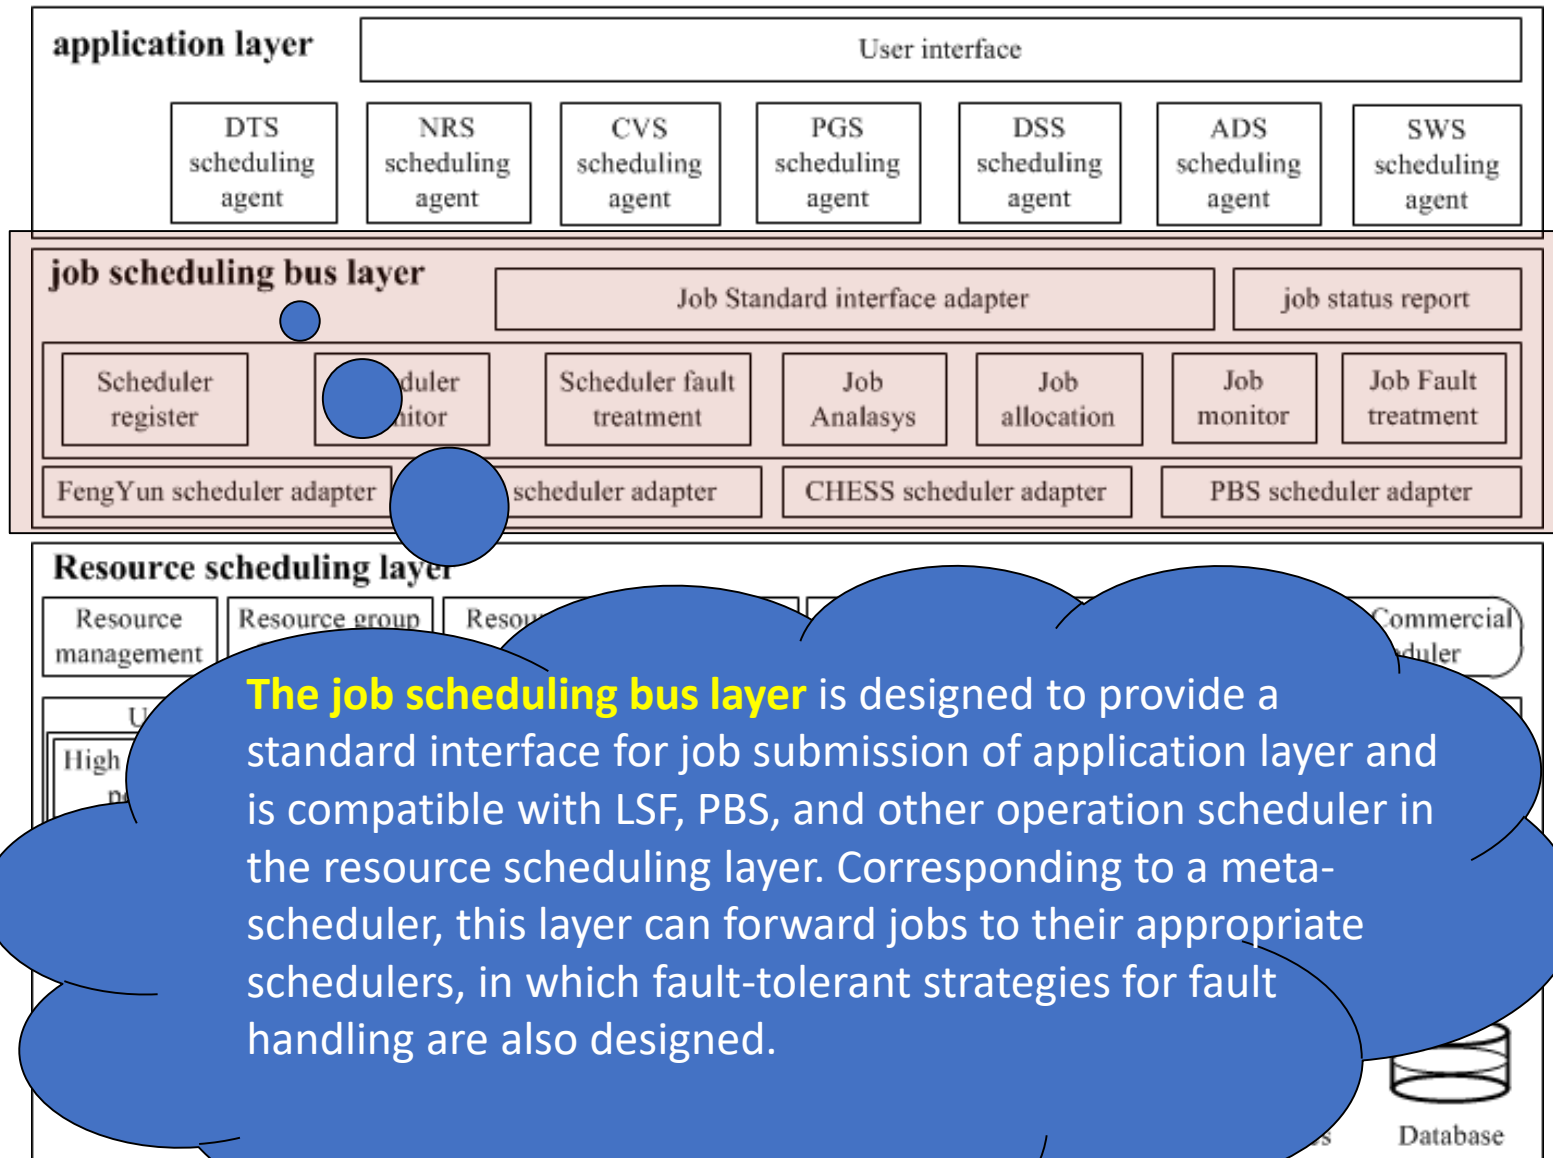 application layer
User interface
DTS
scheduling
agent
NRS
scheduling
agent
CVS
scheduling
agent
PGS
scheduling
agent
DSS
scheduling
agent
ADS
scheduling
agent
SWS
scheduling
agent
job scheduling bus layer
Job Standard interface adapter
job status report
Scheduler
register
Scheduler fault
treatment
Job
Analasys
Job
allocation
Job
monitor
Job Fault
treatment
FengYun scheduler adapter
scheduler adapter
CHESS scheduler adapter
PBS scheduler adapter
Resource scheduling layer
Resource
management
Resource group
Commercial
The job scheduling bus layer is designed to provide a
standard interface for job submission of application layer and
is compatible with LSF, PBS, and other operation scheduler in
the resource scheduling layer. Corresponding to a meta-
scheduler, this layer can forward jobs to their appropriate
schedulers, in which fault-tolerant strategies for fault
handling are also designed.
High
Database